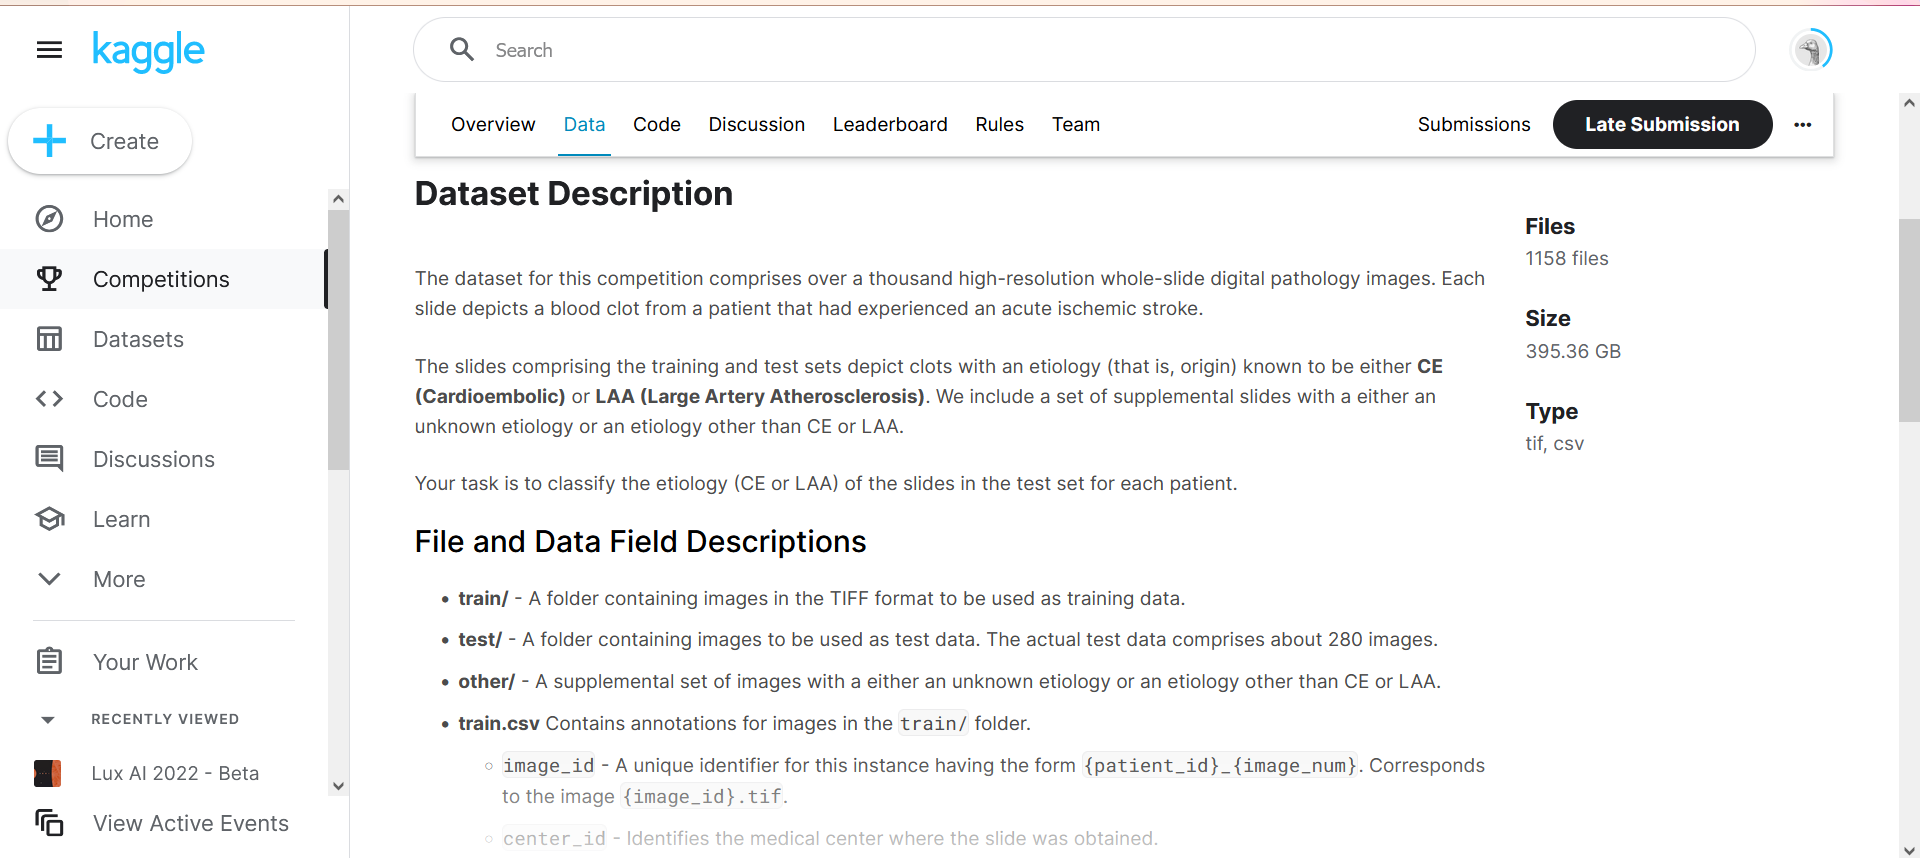 kaggle
Search
Create
Home
Competitions
Datasets
Code
Discussions
Learn
More
Your Work
RECENTLY VIEWED
Lux AI 2022 - Beta
View Active Events
Overview Data Code Discussion Leaderboard Rules Team Submissions Late Submission
Dataset Description
The dataset for this competition comprises over a thousand high-resolution whole-slide digital pathology images. Each
slide depicts a blood clot from a patient that had experienced an acute ischemic stroke.
The slides comprising the training and test sets depict clots with an etiology (that is, origin) known to be either CE
(Cardioembolic) or LAA (Large Artery Atherosclerosis). We include a set of supplemental slides with a either an
unknown etiology or an etiology other than CE or LAA.
Your task is to classify the etiology (CE or LAA) of the slides in the test set for each patient.
File and Data Field Descriptions
• train/ - A folder containing images in the TIFF format to be used as training data.
• test/ - A folder containing images to be used as test data. The actual test data comprises about 280 images.
• other/ - A supplemental set of images with a either an unknown etiology or an etiology other than CE or LAA.
• train.csv Contains annotations for images in the train/ folder.
◦ image_id - A unique identifier for this instance having the form {patient_id}_{image_num}. Corresponds
to the image {image_id}.tif.
◦ center_id - Identifies the medical center where the slide was obtained.
Files
1158 files
Size
395.36 GB
Type
tif, csv